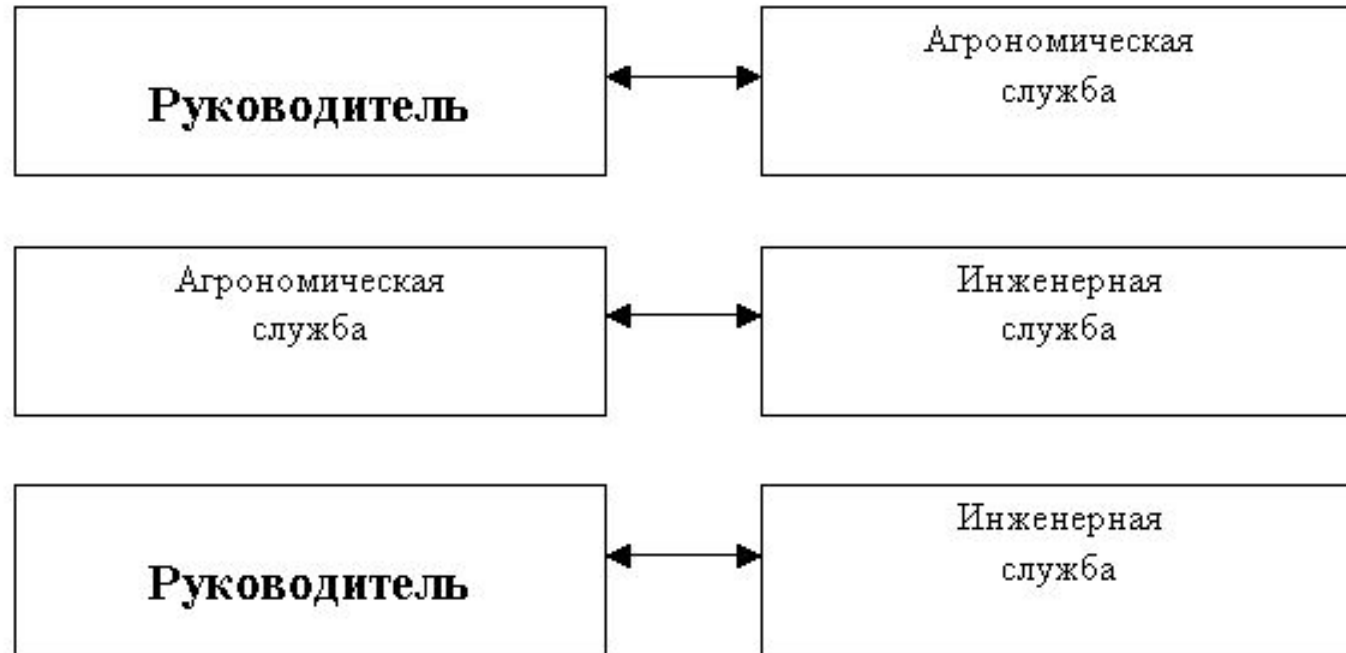 Руководитель
Агрономическая
служба
Агрономическая
служба
Инженерная
служба
Руководитель
Инженерная
служба